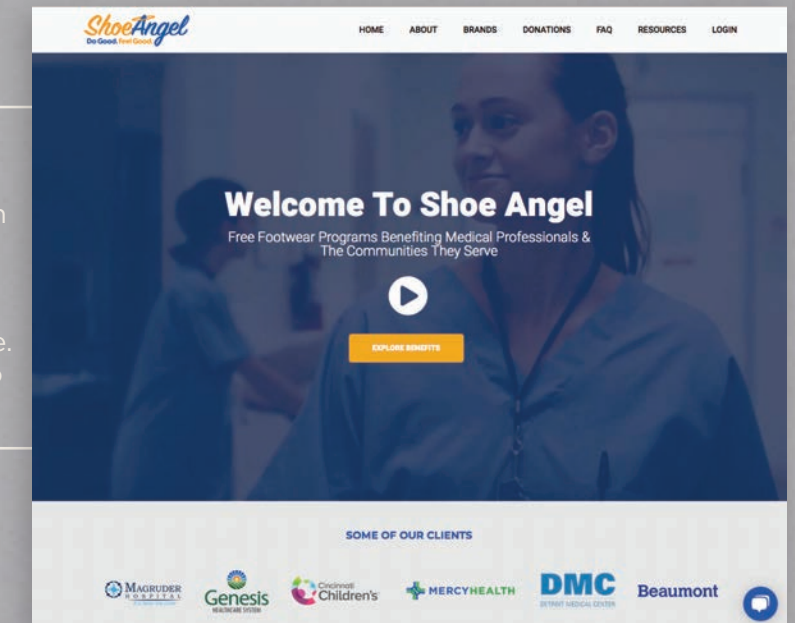 ShoeAngel
Do Good. Feel Good.
HOME ABOUT BRANDS DONATIONS FAQ RESOURCES LOGIN
Welcome To Shoe Angel
Free Footwear Programs Benefiting Medical Professionals &
The Communities They Serve
EXPLORE BENEFITS
SOME OF OUR CLIENTS
MAGRUDER
HOSPITAL
Genesis
HEALTHCARE SYSTEM
Cincinnati
Children's
MERCYHEALTH
DMC
DETROIT MEDICAL CENTER
Beaumont